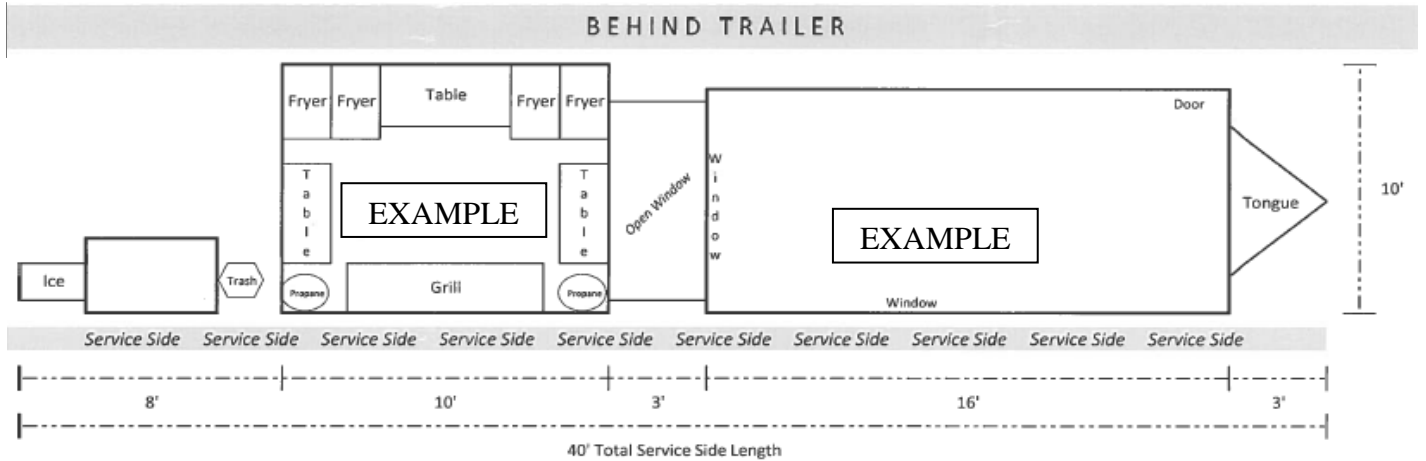 BEHIND TRAILER
Fryer
Fryer
Table
Fryer
Fryer
Door
Table
EXAMPLE
Table
Open Window
Window
EXAMPLE
Tongue
10'
Ice
Trash
Propane
Grill
Propane
Window
Service Side Service Side Service Side Service Side Service Side Service Side Service Side Service Side Service Side Service Side
8' 10' 3' 16' 3'
40' Total Service Side Length